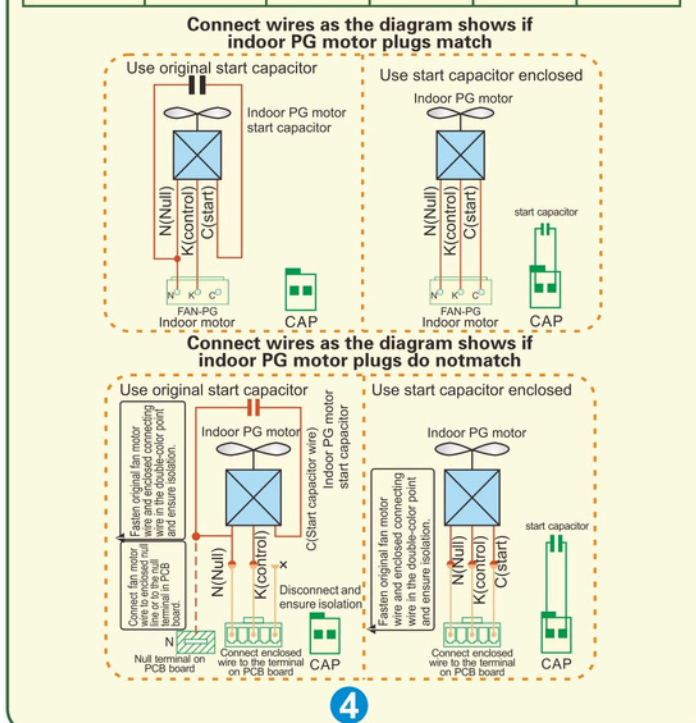 Connect wires as the diagram shows if
indoor PG motor plugs match
Use original start capacitor
Indoor PG motor
start capacitor
N(Null)
K(control)
C(start)
N
K
C
FAN-PG
Indoor motor
CAP
Use start capacitor enclosed
Indoor PG motor
N(Null)
K(control)
C(start)
start capacitor
N
K
C
FAN-PG
Indoor motor
CAP
Connect wires as the diagram shows if
indoor PG motor plugs do notmatch
Use original start capacitor
Fasten original fan motor
wire and enclosed connecting
wire in the double-color point
and ensure isolation.
Indoor PG motor
C(Start capacitor wire)
Indoor PG motor
start capacitor
Connect fan motor
wire to enclosed null
line or to the null
terminal in PCB
board.
N(Null)
K(control)
×
Disconnect and
ensure isolation
N
Null terminal on
PCB board
Connect enclosed
wire to the terminal
on PCB board
CAP
Use start capacitor enclosed
Indoor PG motor
Fasten original fan motor
wire and enclosed connecting
wire in the double-color point
and ensure isolation.
N(Null)
K(control)
C(start)
start capacitor
Connect enclosed
wire to the terminal
on PCB board
CAP
4